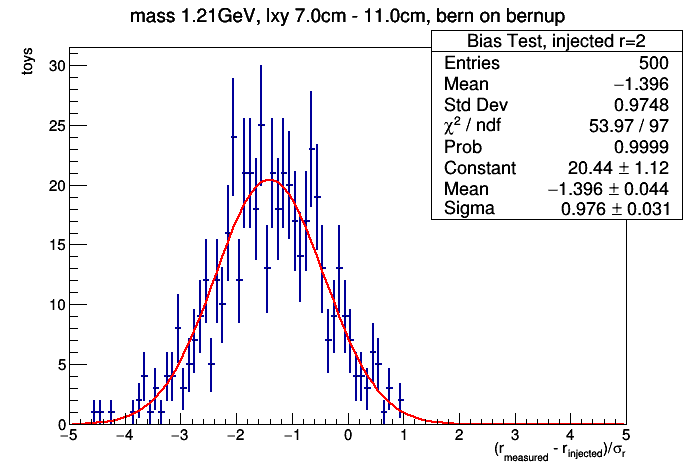 mass 1.21GeV, lxy 7.0cm - 11.0cm, bern on bernup
toys
Bias Test, injected r=2
Entries 500
Mean −1.396
Std Dev 0.9748
χ² / ndf 53.97 / 97
Prob 0.9999
Constant 20.44 ± 1.12
Mean −1.396 ± 0.044
Sigma 0.976 ± 0.031
30
25
20
15
10
5
0
−5 −4 −3 −2 −1 0 1 2 3 4 5
(r_measured - r_injected)/σ_r